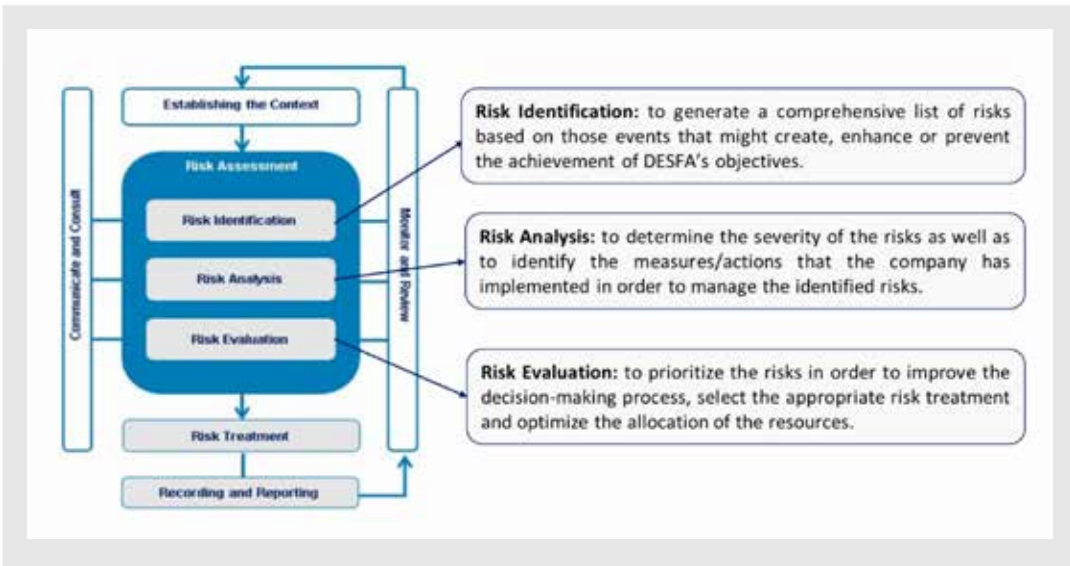 Establishing the Context
Risk Assessment
Risk Identification
Risk Analysis
Risk Evaluation
Risk Treatment
Recording and Reporting
Communicate and Consult
Monitor and Review
Risk Identification: to generate a comprehensive list of risks
based on those events that might create, enhance or prevent
the achievement of DESFA's objectives.
Risk Analysis: to determine the severity of the risks as well as
to identify the measures/actions that the company has
implemented in order to manage the identified risks.
Risk Evaluation: to prioritize the risks in order to improve the
decision-making process, select the appropriate risk treatment
and optimize the allocation of the resources.